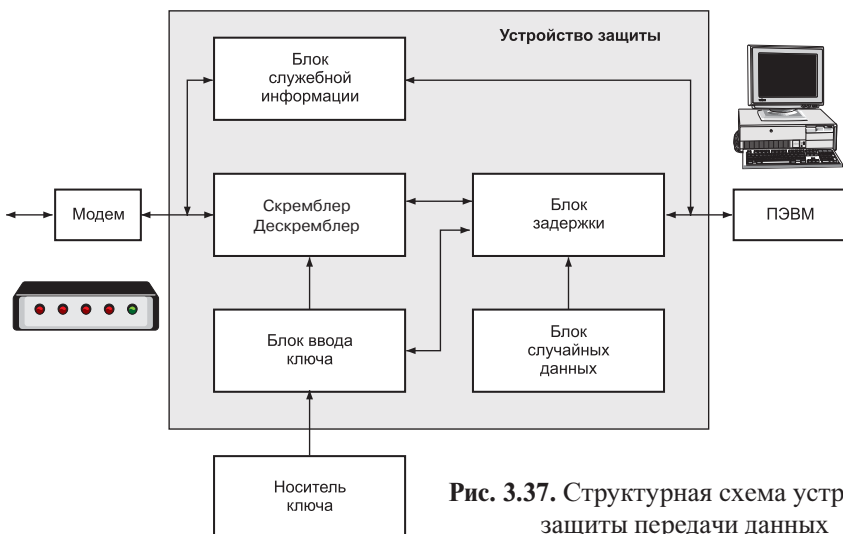 Устройство защиты
Блок
служебной
информации
Модем
Скремблер
Дескремблер
Блок
задержки
ПЭВМ
Блок ввода
ключа
Блок
случайных
данных
Носитель
ключа
Рис. 3.37. Структурная схема устр
защиты передачи данных